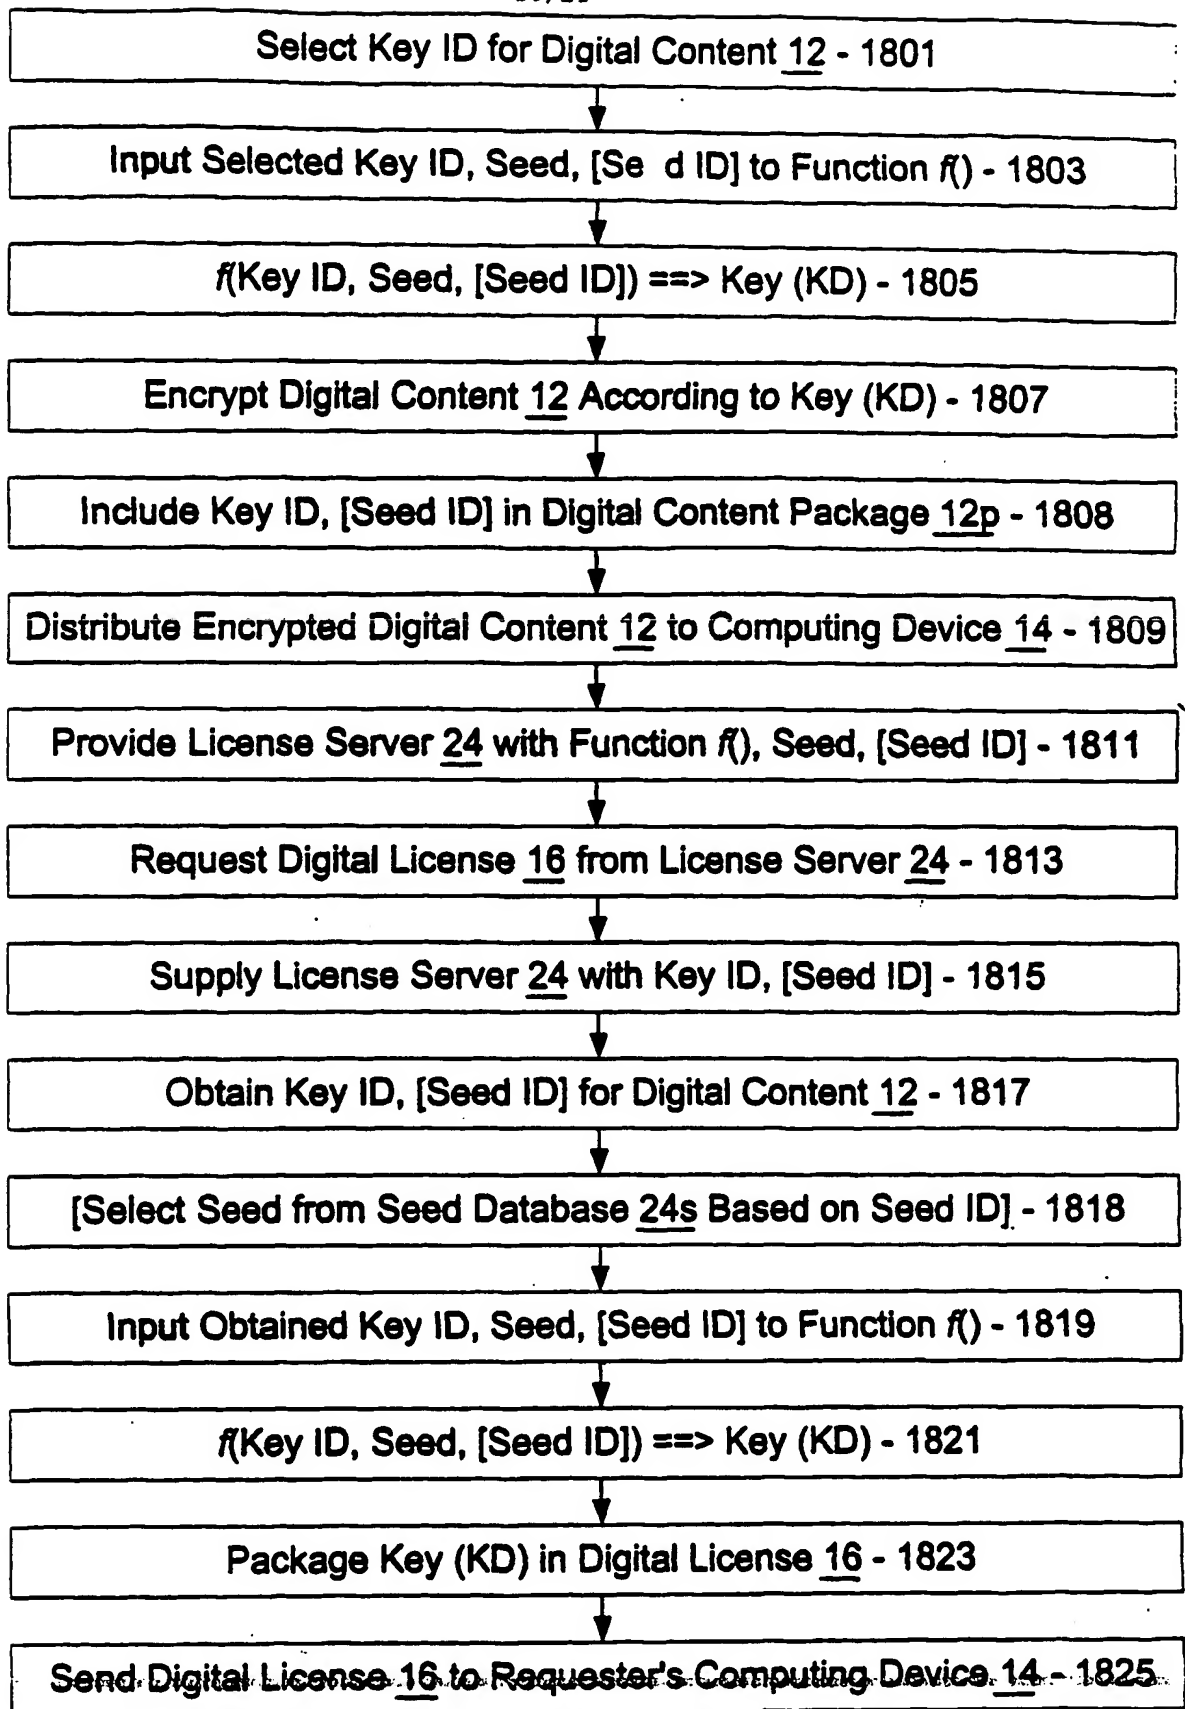 Select Key ID for Digital Content 12 - 1801
Input Selected Key ID, Seed, [Se d ID] to Function f() - 1803
f(Key ID, Seed, [Seed ID]) ==> Key (KD) - 1805
Encrypt Digital Content 12 According to Key (KD) - 1807
Include Key ID, [Seed ID] in Digital Content Package 12p - 1808
Distribute Encrypted Digital Content 12 to Computing Device 14 - 1809
Provide License Server 24 with Function f(), Seed, [Seed ID] - 1811
Request Digital License 16 from License Server 24 - 1813
Supply License Server 24 with Key ID, [Seed ID] - 1815
Obtain Key ID, [Seed ID] for Digital Content 12 - 1817
[Select Seed from Seed Database 24s Based on Seed ID] - 1818
Input Obtained Key ID, Seed, [Seed ID] to Function f() - 1819
f(Key ID, Seed, [Seed ID]) ==> Key (KD) - 1821
Package Key (KD) in Digital License 16 - 1823
Send Digital License 16 to Requester's Computing Device 14 - 1825